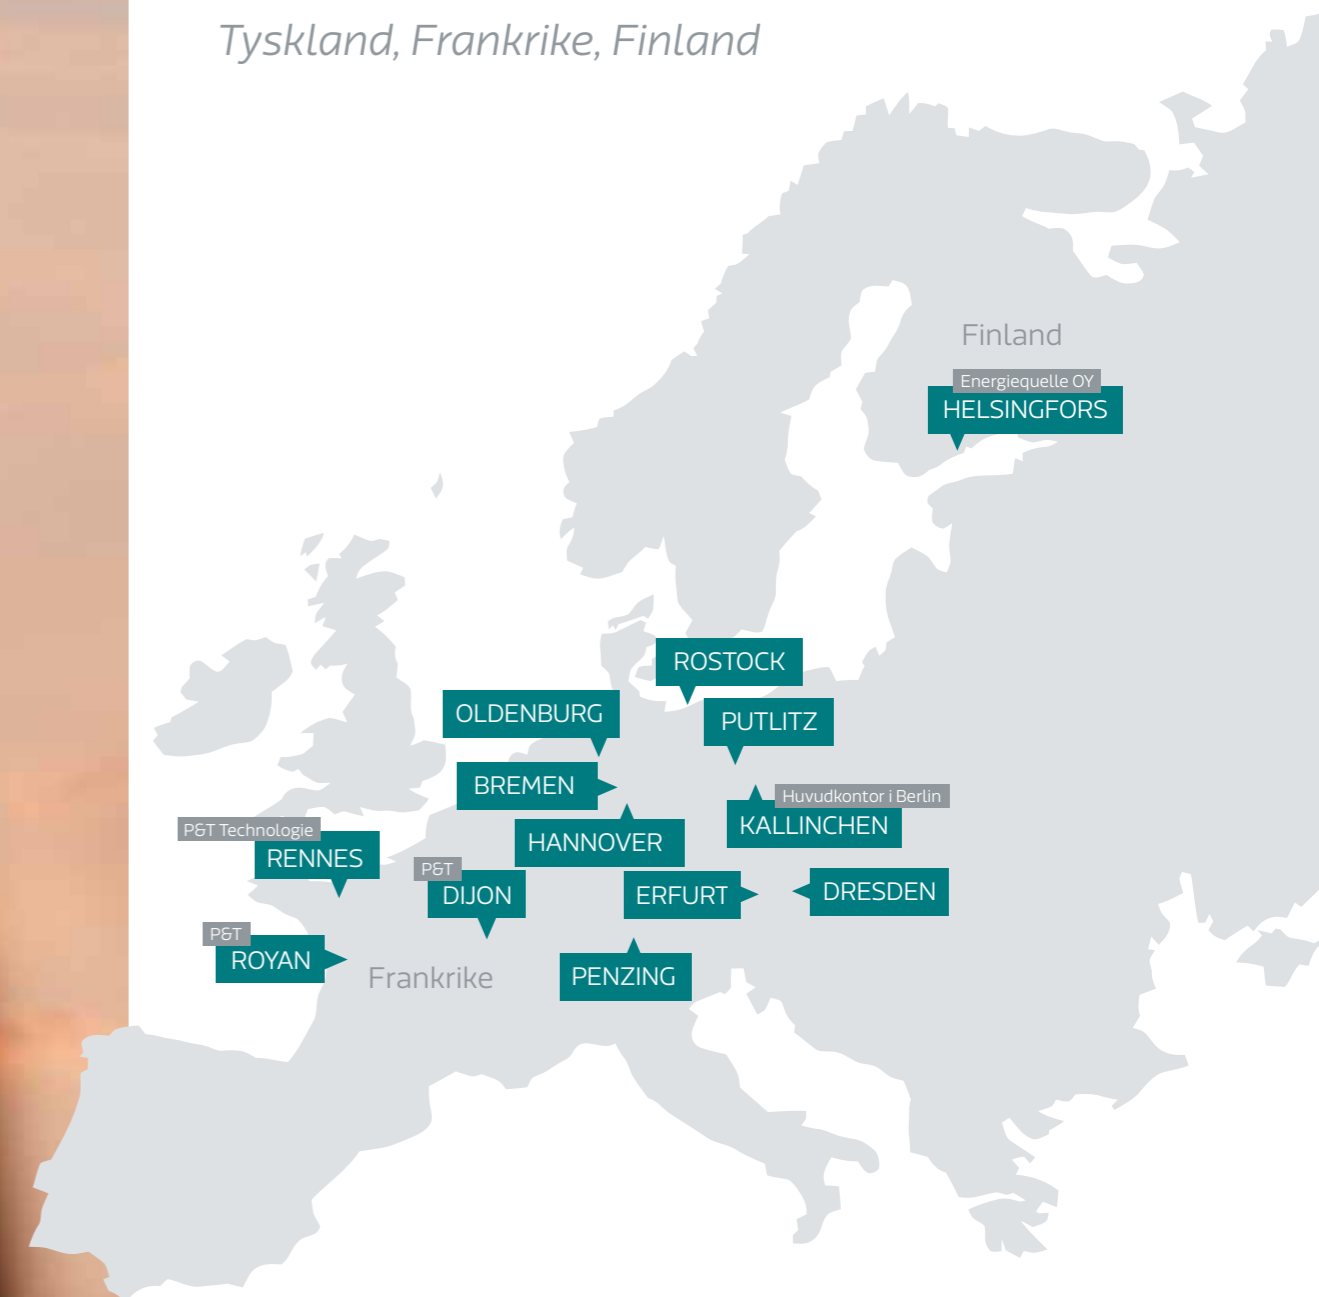 Tyskland, Frankrike, Finland
Finland
Energiequelle OY
HELSINGFORS
ROSTOCK
OLDENBURG
PUTLITZ
BREMEN
Huvudkontor i Berlin
KALLINCHEN
HANNOVER
P&T Technologie
RENNES
P&T
DIJON
ERFURT
DRESDEN
P&T
ROYAN
Frankrike
PENZING